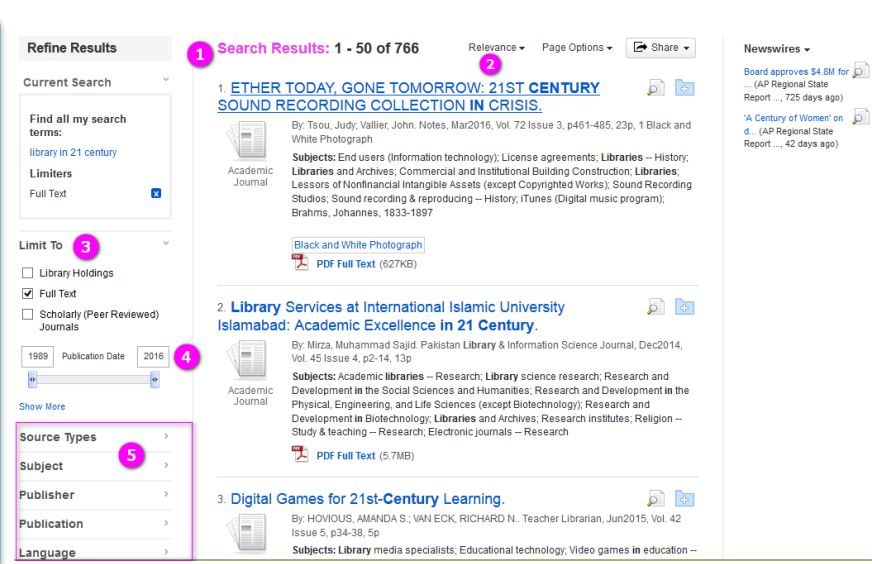 Refine Results
Current Search
Find all my search
terms:
library in 21 century
Limiters
Full Text
x
Limit To
3
Library Holdings
Full Text
Scholarly (Peer Reviewed)
Journals
1989 Publication Date 2016
4
Show More
Source Types
5
Subject
Publisher
Publication
Language
1
Search Results: 1 - 50 of 766
Relevance
2
Page Options
Share
1. ETHER TODAY, GONE TOMORROW: 21ST CENTURY
SOUND RECORDING COLLECTION IN CRISIS.
Academic
Journal
By: Tsou, Judy; Vallier, John. Notes, Mar2016, Vol. 72 Issue 3, p461-485, 23p, 1 Black and
White Photograph
Subjects: End users (Information technology); License agreements; Libraries -- History;
Libraries and Archives; Commercial and Institutional Building Construction; Libraries;
Lessors of Nonfinancial Intangible Assets (except Copyrighted Works); Sound Recording
Studios; Sound recording & reproducing -- History; iTunes (Digital music program);
Brahms, Johannes, 1833-1897
Black and White Photograph
PDF
PDF Full Text (627KB)
2. Library Services at International Islamic University
Islamabad: Academic Excellence in 21 Century.
Academic
Journal
By: Mirza, Muhammad Sajid. Pakistan Library & Information Science Journal, Dec2014,
Vol. 45 Issue 4, p2-14, 13p
Subjects: Academic libraries -- Research; Library science research; Research and
Development in the Social Sciences and Humanities; Research and Development in the
Physical, Engineering, and Life Sciences (except Biotechnology); Research and
Development in Biotechnology; Libraries and Archives; Research institutes; Religion --
Study & teaching -- Research; Electronic journals -- Research
PDF
PDF Full Text (5.7MB)
3. Digital Games for 21st-Century Learning.
By: HOVIOUS, AMANDA S.; VAN ECK, RICHARD N.. Teacher Librarian, Jun2015, Vol. 42
Issue 5, p34-38, 5p
Subjects: Library media specialists; Educational technology; Video games in education --
Newswires
Board approves $4.8M for
... (AP Regional State
Report ..., 725 days ago)
'A Century of Women' on
d... (AP Regional State
Report ..., 42 days ago)